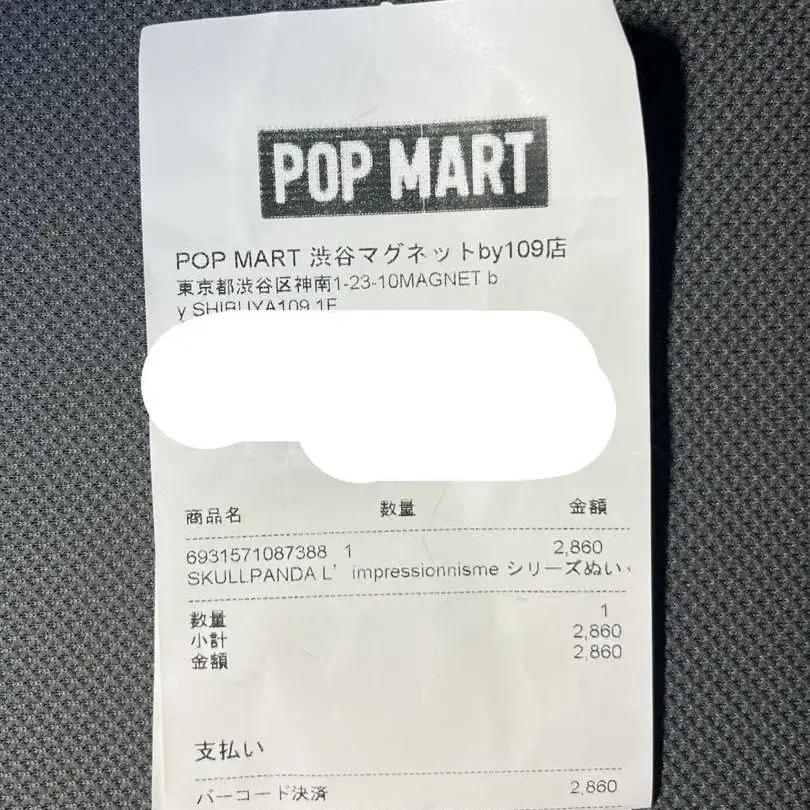 POP MART
POP MART 渋谷マグネットby109店
東京都渋谷区神南1-23-10MAGNET b
y SHIBUYA109 1F
商品名 数量 金額
6931571087388 1 2,860
SKULLPANDA L' impressionnisme シリーズぬい
数量 1
小計 2,860
金額 2,860
支払い
バーコード決済 2,860